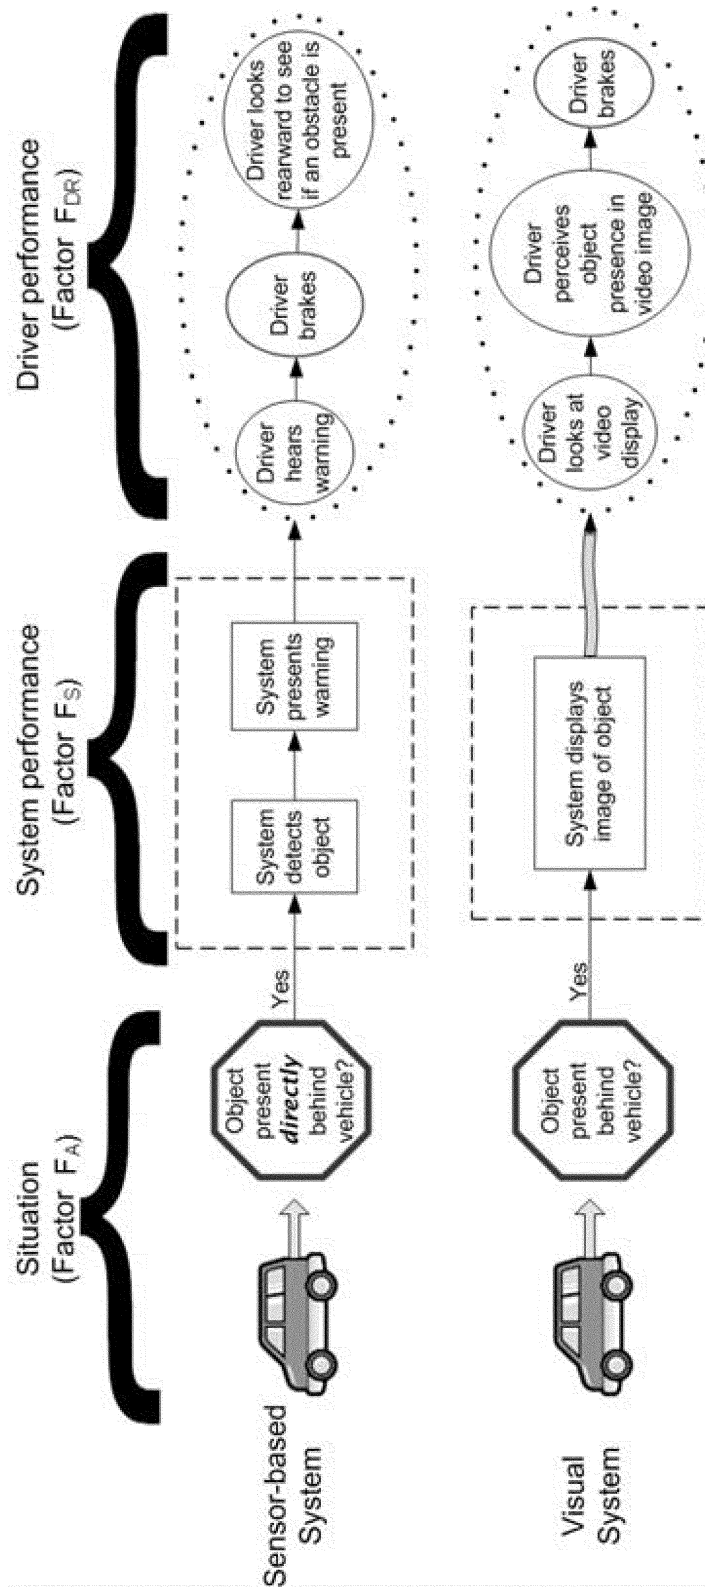 Situation
(Factor F_A)
System performance
(Factor F_S)
Driver performance
(Factor F_DR)
Sensor-based
System
Object
present
directly
behind
vehicle?
Yes
System
detects
object
System
presents
warning
Driver
hears
warning
Driver
brakes
Driver looks
rearward to see
if an obstacle is
present
Visual
System
Object
present
behind
vehicle?
Yes
System displays
image of object
Driver
looks at
video
display
Driver
perceives
object
presence in
video image
Driver
brakes